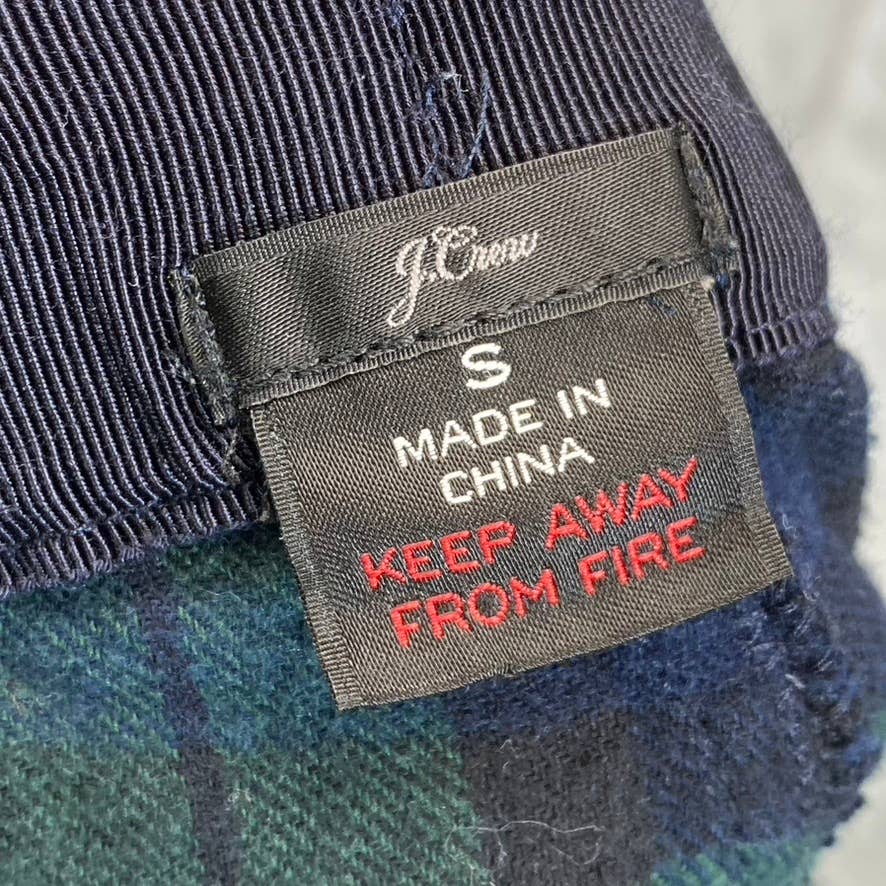 J.Crew
S
MADE IN
CHINA
KEEP AWAY
FROM FIRE